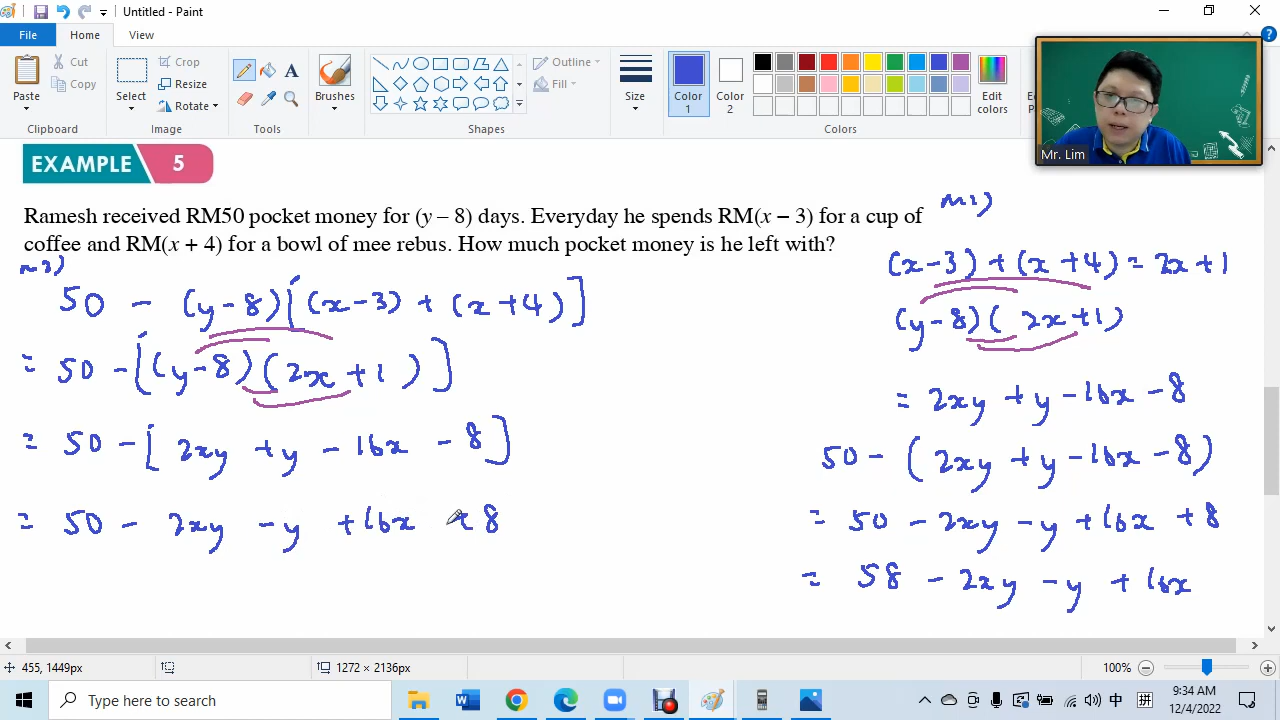 Untitled - Paint
File Home View
Paste Cut Copy
Clipboard
Select Crop Resize Rotate
Image
Tools
Brushes
Shapes
Outline
Fill
Size
Color 1
Color 2
Edit colors
Colors
Mr. Lim
EXAMPLE 5
Ramesh received RM50 pocket money for (y – 8) days. Everyday he spends RM(x − 3) for a cup of
coffee and RM(x + 4) for a bowl of mee rebus. How much pocket money is he left with?
50 - (y-8)[(x-3) + (x+4)]
= 50 -[(y-8)(2x+1)]
= 50 -[2xy + y - 16x - 8]
= 50 - 2xy - y + 16x + 8
(x-3) + (x+4) = 2x+1
(y-8)(2x+1)
= 2xy + y - 16x - 8
50 - (2xy + y - 16x - 8)
= 50 - 2xy - y + 16x + 8
= 58 - 2xy - y + 16x
455, 1449px
1272 × 2136px
100%
Type here to search
中 拼
9:34 AM
12/4/2022